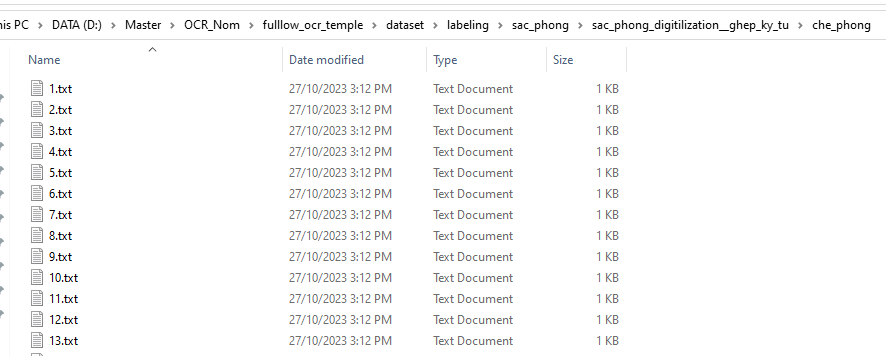 his PC > DATA (D:) > Master > OCR_Nom > fulllow_ocr_temple > dataset > labeling > sac_phong > sac_phong_digitilization__ghep_ky_tu > che_phong
Name Date modified Type Size
1.txt 27/10/2023 3:12 PM Text Document 1 KB
2.txt 27/10/2023 3:12 PM Text Document 1 KB
3.txt 27/10/2023 3:12 PM Text Document 1 KB
4.txt 27/10/2023 3:12 PM Text Document 1 KB
5.txt 27/10/2023 3:12 PM Text Document 1 KB
6.txt 27/10/2023 3:12 PM Text Document 1 KB
7.txt 27/10/2023 3:12 PM Text Document 1 KB
8.txt 27/10/2023 3:12 PM Text Document 1 KB
9.txt 27/10/2023 3:12 PM Text Document 1 KB
10.txt 27/10/2023 3:12 PM Text Document 1 KB
11.txt 27/10/2023 3:12 PM Text Document 1 KB
12.txt 27/10/2023 3:12 PM Text Document 1 KB
13.txt 27/10/2023 3:12 PM Text Document 1 KB